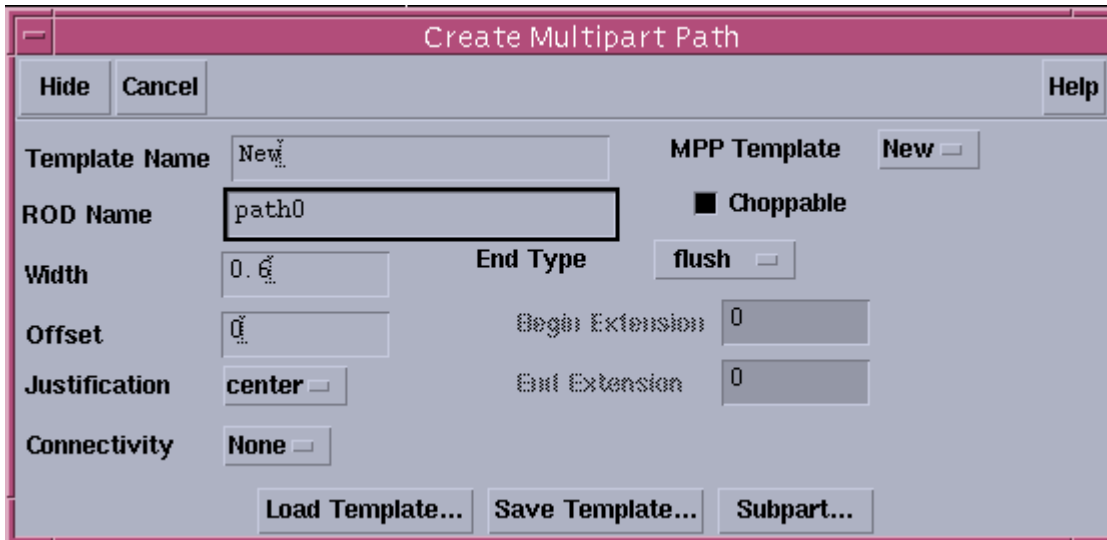 Create Multipart Path
Hide Cancel Help
Template Name New MPP Template New
ROD Name path0 Choppable
Width 0.6 End Type flush
Offset 0 Begin Extension 0
Justification center End Extension 0
Connectivity None
Load Template... Save Template... Subpart...